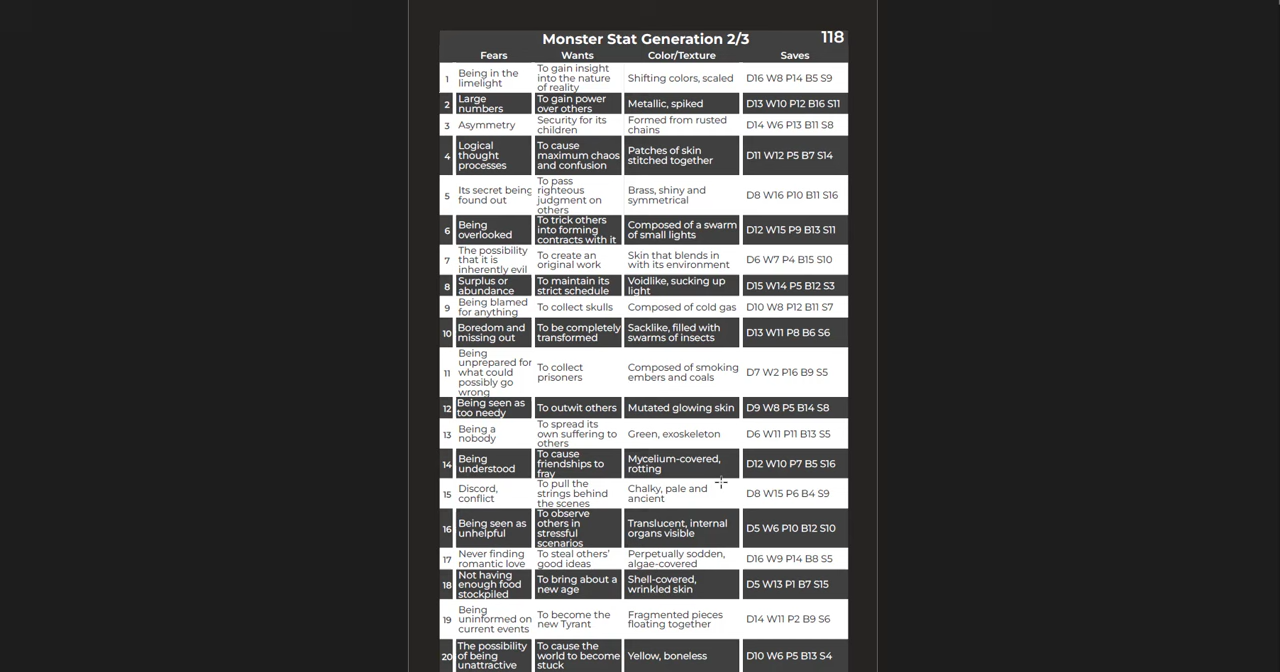 Monster Stat Generation 2/3 118
Fears Wants Color/Texture Saves
1 Being in the limelight To gain insight into the nature of reality Shifting colors, scaled D16 W8 P14 B5 S9
2 Large numbers To gain power over others Metallic, spiked D13 W10 P12 B16 S11
3 Asymmetry Security for its children Formed from rusted chains D14 W6 P13 B11 S8
4 Logical thought processes To cause maximum chaos and confusion Patches of skin stitched together D11 W12 P5 B7 S14
5 Its secret being found out To pass righteous judgment on others Brass, shiny and symmetrical D8 W16 P10 B11 S16
6 Being overlooked To trick others into forming contracts with it Composed of a swarm of small lights D12 W15 P9 B13 S11
7 The possibility that it is inherently evil To create an original work Skin that blends in with its environment D6 W7 P4 B15 S10
8 Surplus or abundance To maintain its strict schedule Voidlike, sucking up light D15 W14 P5 B12 S3
9 Being blamed for anything To collect skulls Composed of cold gas D10 W8 P12 B11 S7
10 Boredom and missing out To be completely transformed Sacklike, filled with swarms of insects D13 W11 P8 B6 S6
11 Being unprepared for what could possibly go wrong To collect prisoners Composed of smoking embers and coals D7 W2 P16 B9 S5
12 Being seen as too needy To outwit others Mutated glowing skin D9 W8 P5 B14 S8
13 Being a nobody To spread its own suffering to others Green, exoskeleton D6 W11 P11 B13 S5
14 Being understood To cause friendships to fray Mycelium-covered, rotting D12 W10 P7 B5 S16
15 Discord, conflict To pull the strings behind the scenes Chalky, pale and ancient D8 W15 P6 B4 S9
16 Being seen as unhelpful To observe others in stressful scenarios Translucent, internal organs visible D5 W6 P10 B12 S10
17 Never finding romantic love To steal others' good ideas Perpetually sodden, algae-covered D16 W9 P14 B8 S5
18 Not having enough food stockpiled To bring about a new age Shell-covered, wrinkled skin D5 W13 P1 B7 S15
19 Being uninformed on current events To become the new Tyrant Fragmented pieces floating together D14 W11 P2 B9 S6
20 The possibility of being unattractive To cause the world to become stuck Yellow, boneless D10 W6 P5 B13 S4